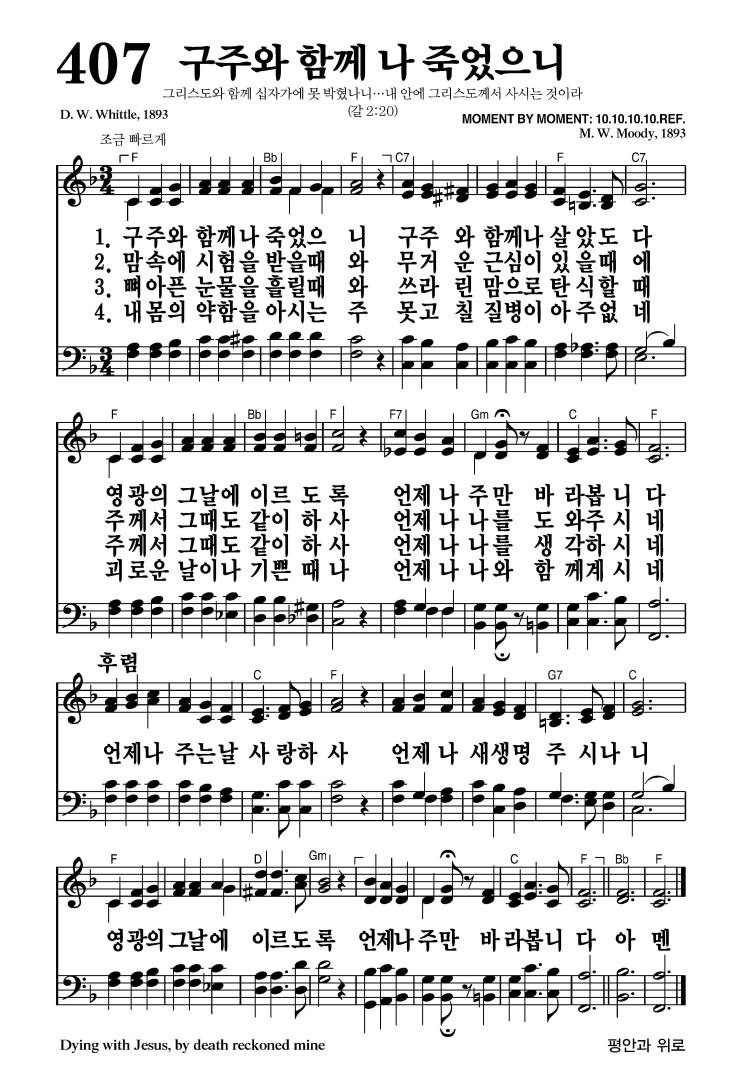 407 구주와 함께 나 죽었으니
그리스도와 함께 십자가에 못 박혔나니…내 안에 그리스도께서 사시는 것이라
(갈 2:20)
D. W. Whittle, 1893
MOMENT BY MOMENT: 10.10.10.10.REF.
M. W. Moody, 1893
조금 빠르게
F Bb F C7 F C7
1. 구주와 함께나 죽었으 니 구주 와 함께나 살았도 다
2. 맘속에 시험을 받을때 와 무거 운 근심이 있을때 에
3. 뼈아픈 눈물을 흘릴때 와 쓰라 린 맘으로 탄식할 때
4. 내몸의 약함을 아시는 주 못고 칠 질병이 아주없 네
F Bb F F7 Gm C F
영광의 그날에 이르 도록 언제 나 주만 바 라봅 니 다
주께서 그때도 같이 하 사 언제 나 나를 도 와주 시 네
주께서 그때도 같이 하 사 언제 나 나를 생 각하 시 네
괴로운 날이나 기쁜 때 나 언제 나 나와 함 께계 시 네
후렴
C F G7 C
언제나 주는날 사 랑하 사 언제 나 새생명 주 시나 니
F D Gm C F Bb F
영광의 그날에 이르도 록 언제나 주만 바 라봅니 다 아 멘
Dying with Jesus, by death reckoned mine
평안과 위로